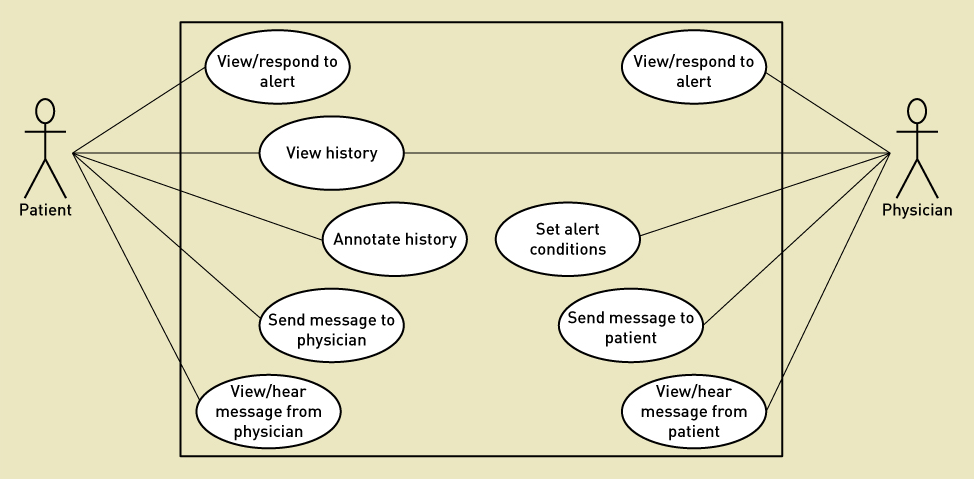 View/respond to
alert
View/respond to
alert
View history
Patient
Physician
Annotate history
Set alert
conditions
Send message to
physician
Send message to
patient
View/hear
message from
physician
View/hear
message from
patient